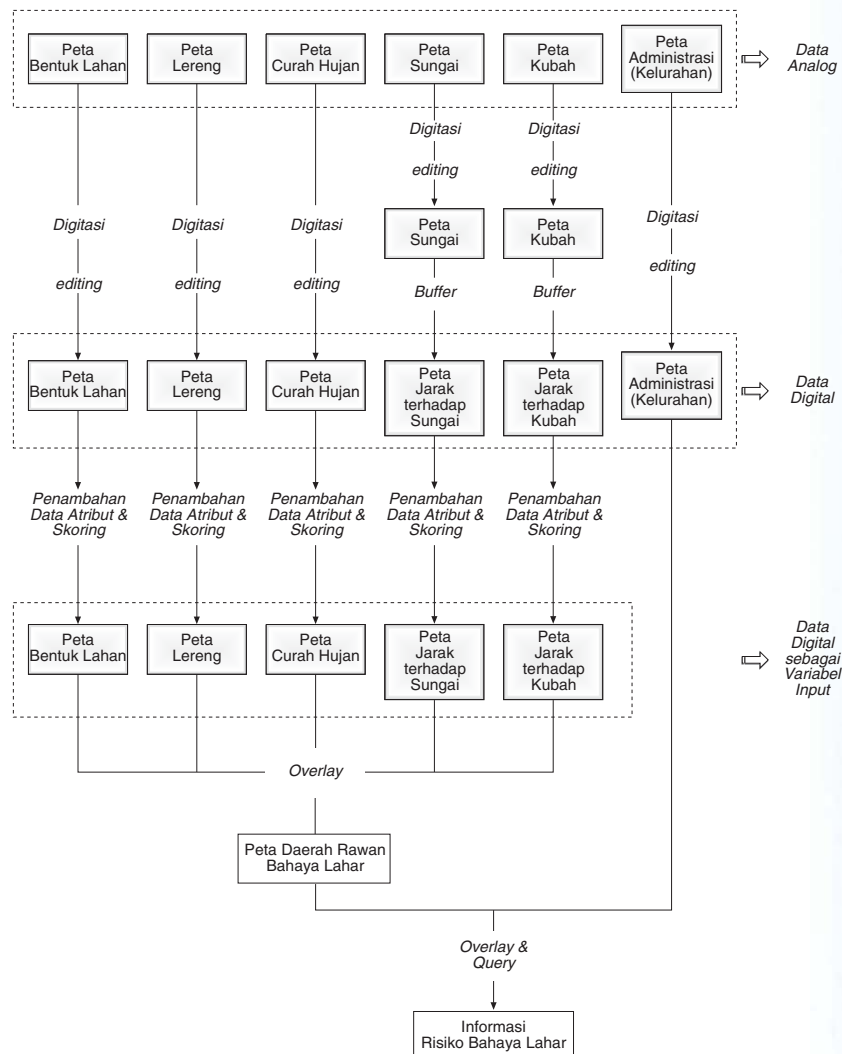 Peta
Bentuk Lahan
Peta
Lereng
Peta
Curah Hujan
Peta
Sungai
Peta
Kubah
Peta
Administrasi
(Kelurahan)
Data
Analog
Digitasi
editing
Digitasi
editing
Digitasi
editing
Digitasi
editing
Peta
Sungai
Buffer
Digitasi
editing
Peta
Kubah
Buffer
Digitasi
editing
Peta
Bentuk Lahan
Peta
Lereng
Peta
Curah Hujan
Peta
Jarak
terhadap
Sungai
Peta
Jarak
terhadap
Kubah
Peta
Administrasi
(Kelurahan)
Data
Digital
Penambahan
Data Atribut &
Skoring
Penambahan
Data Atribut &
Skoring
Penambahan
Data Atribut &
Skoring
Penambahan
Data Atribut &
Skoring
Penambahan
Data Atribut &
Skoring
Peta
Bentuk Lahan
Peta
Lereng
Peta
Curah Hujan
Peta
Jarak
terhadap
Sungai
Peta
Jarak
terhadap
Kubah
Data
Digital
sebagai
Variabel
Input
Overlay
Peta Daerah Rawan
Bahaya Lahar
Overlay &
Query
Informasi
Risiko Bahaya Lahar